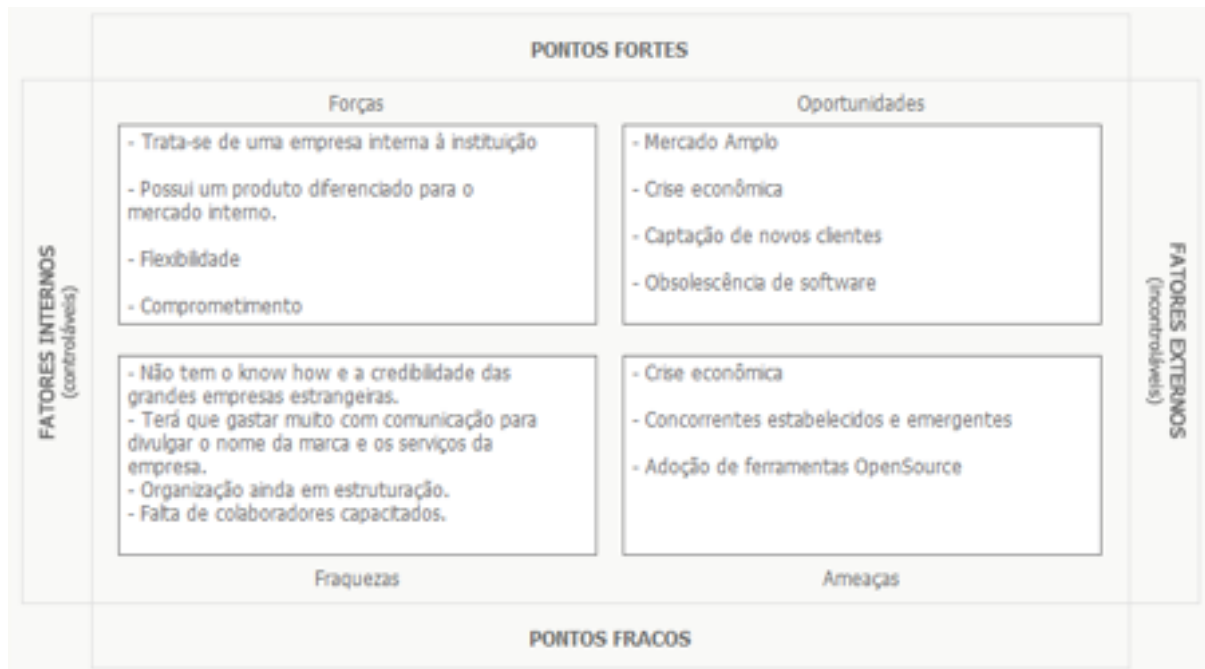 PONTOS FORTES
Forças
- Trata-se de uma empresa interna á instituição
- Possui um produto diferenciado para o
mercado interno.
- Flexibilidade
- Comprometimento
Oportunidades
- Mercado Amplo
- Crise econômica
- Captação de novos clientes
- Obsolescência de software
FATORES INTERNOS
(controláveis)
FATORES EXTERNOS
(incontroláveis)
- Não tem o know how e a credibilidade das
grandes empresas estrangeiras.
- Terá que gastar muito com comunicação para
divulgar o nome da marca e os serviços da
empresa.
- Organização ainda em estruturação.
- Falta de colaboradores capacitados.
Fraquezas
- Crise econômica
- Concorrentes estabelecidos e emergentes
- Adoção de ferramentas OpenSource
Ameaças
PONTOS FRACOS